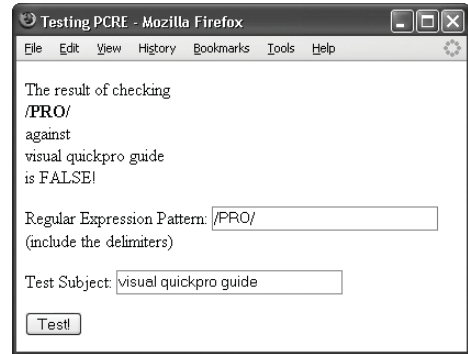 Testing PCRE - Mozilla Firefox
File Edit View History Bookmarks Tools Help
The result of checking
/PRO/
against
visual quickpro guide
is FALSE!
Regular Expression Pattern: /PRO/
(include the delimiters)
Test Subject: visual quickpro guide
Test!